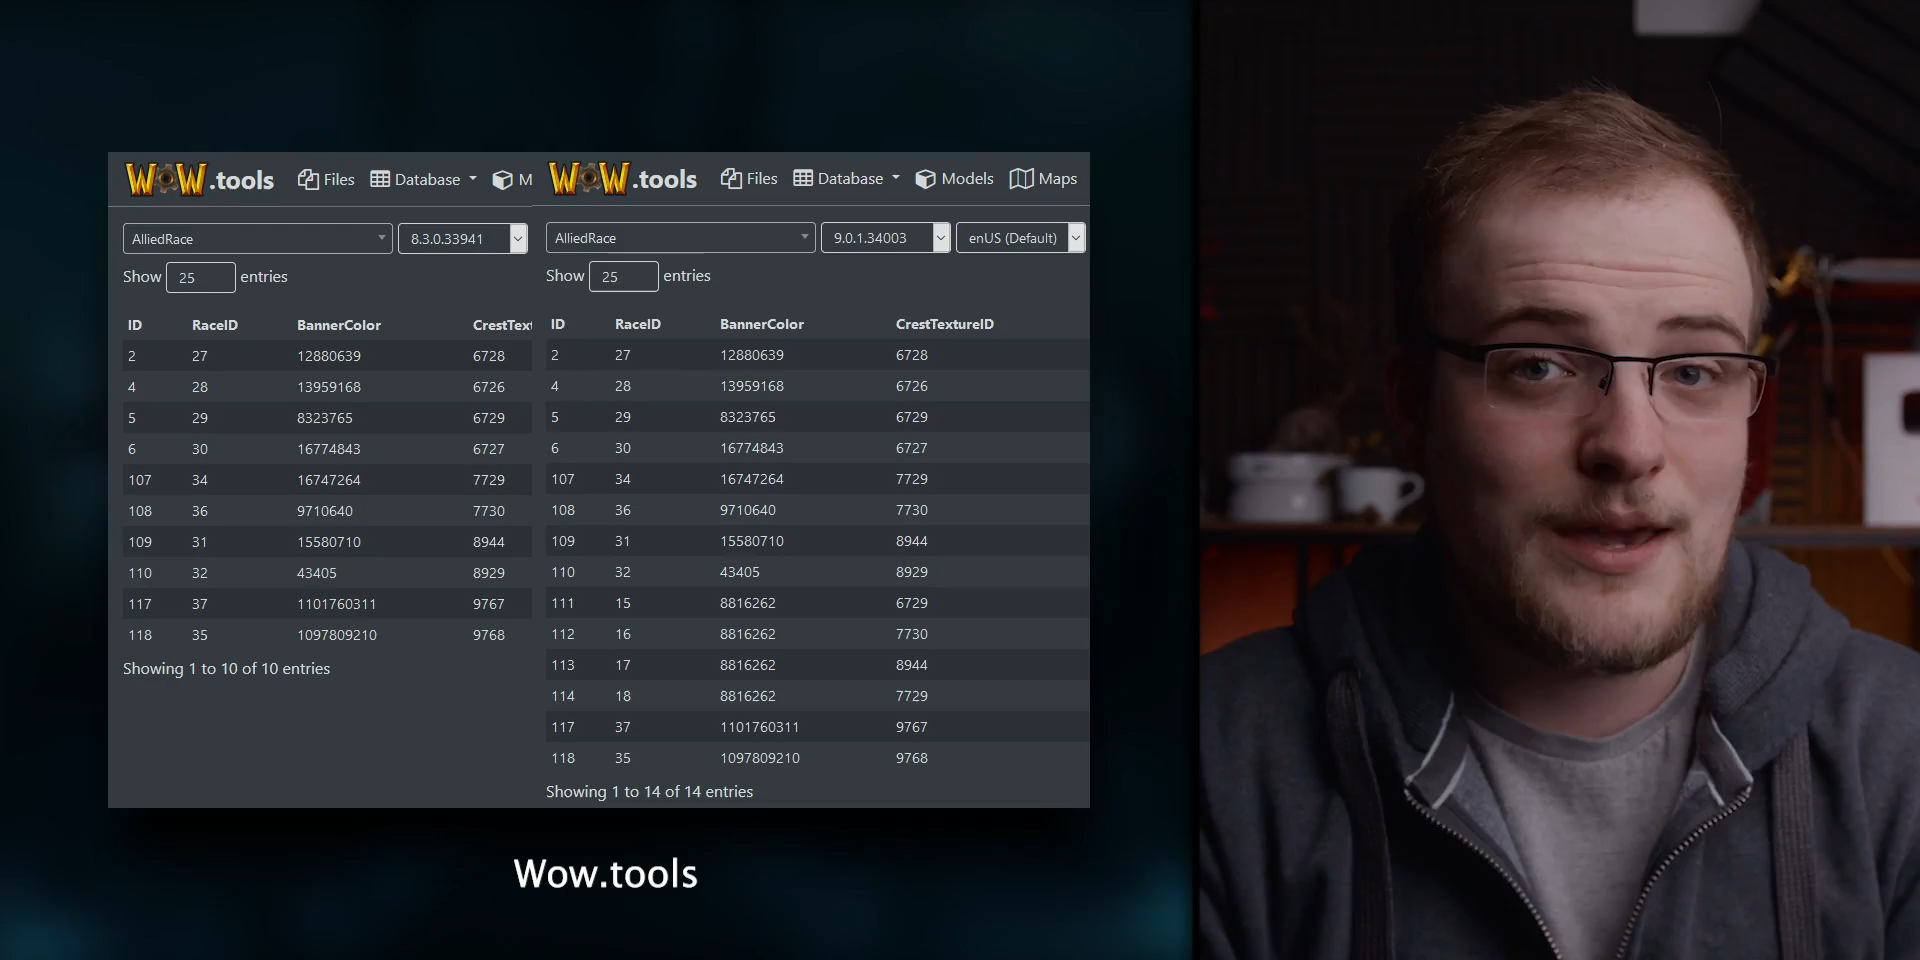 WOW.tools Files Database M
AlliedRace 8.3.0.33941
Show 25 entries
ID RaceID BannerColor CrestText
2 27 12880639 6728
4 28 13959168 6726
5 29 8323765 6729
6 30 16774843 6727
107 34 16747264 7729
108 36 9710640 7730
109 31 15580710 8944
110 32 43405 8929
117 37 1101760311 9767
118 35 1097809210 9768
Showing 1 to 10 of 10 entries
WOW.tools Files Database Models Maps
AlliedRace 9.0.1.34003 enUS (Default)
Show 25 entries
ID RaceID BannerColor CrestTextureID
2 27 12880639 6728
4 28 13959168 6726
5 29 8323765 6729
6 30 16774843 6727
107 34 16747264 7729
108 36 9710640 7730
109 31 15580710 8944
110 32 43405 8929
111 15 8816262 6729
112 16 8816262 7730
113 17 8816262 8944
114 18 8816262 7729
117 37 1101760311 9767
118 35 1097809210 9768
Showing 1 to 14 of 14 entries
Wow.tools